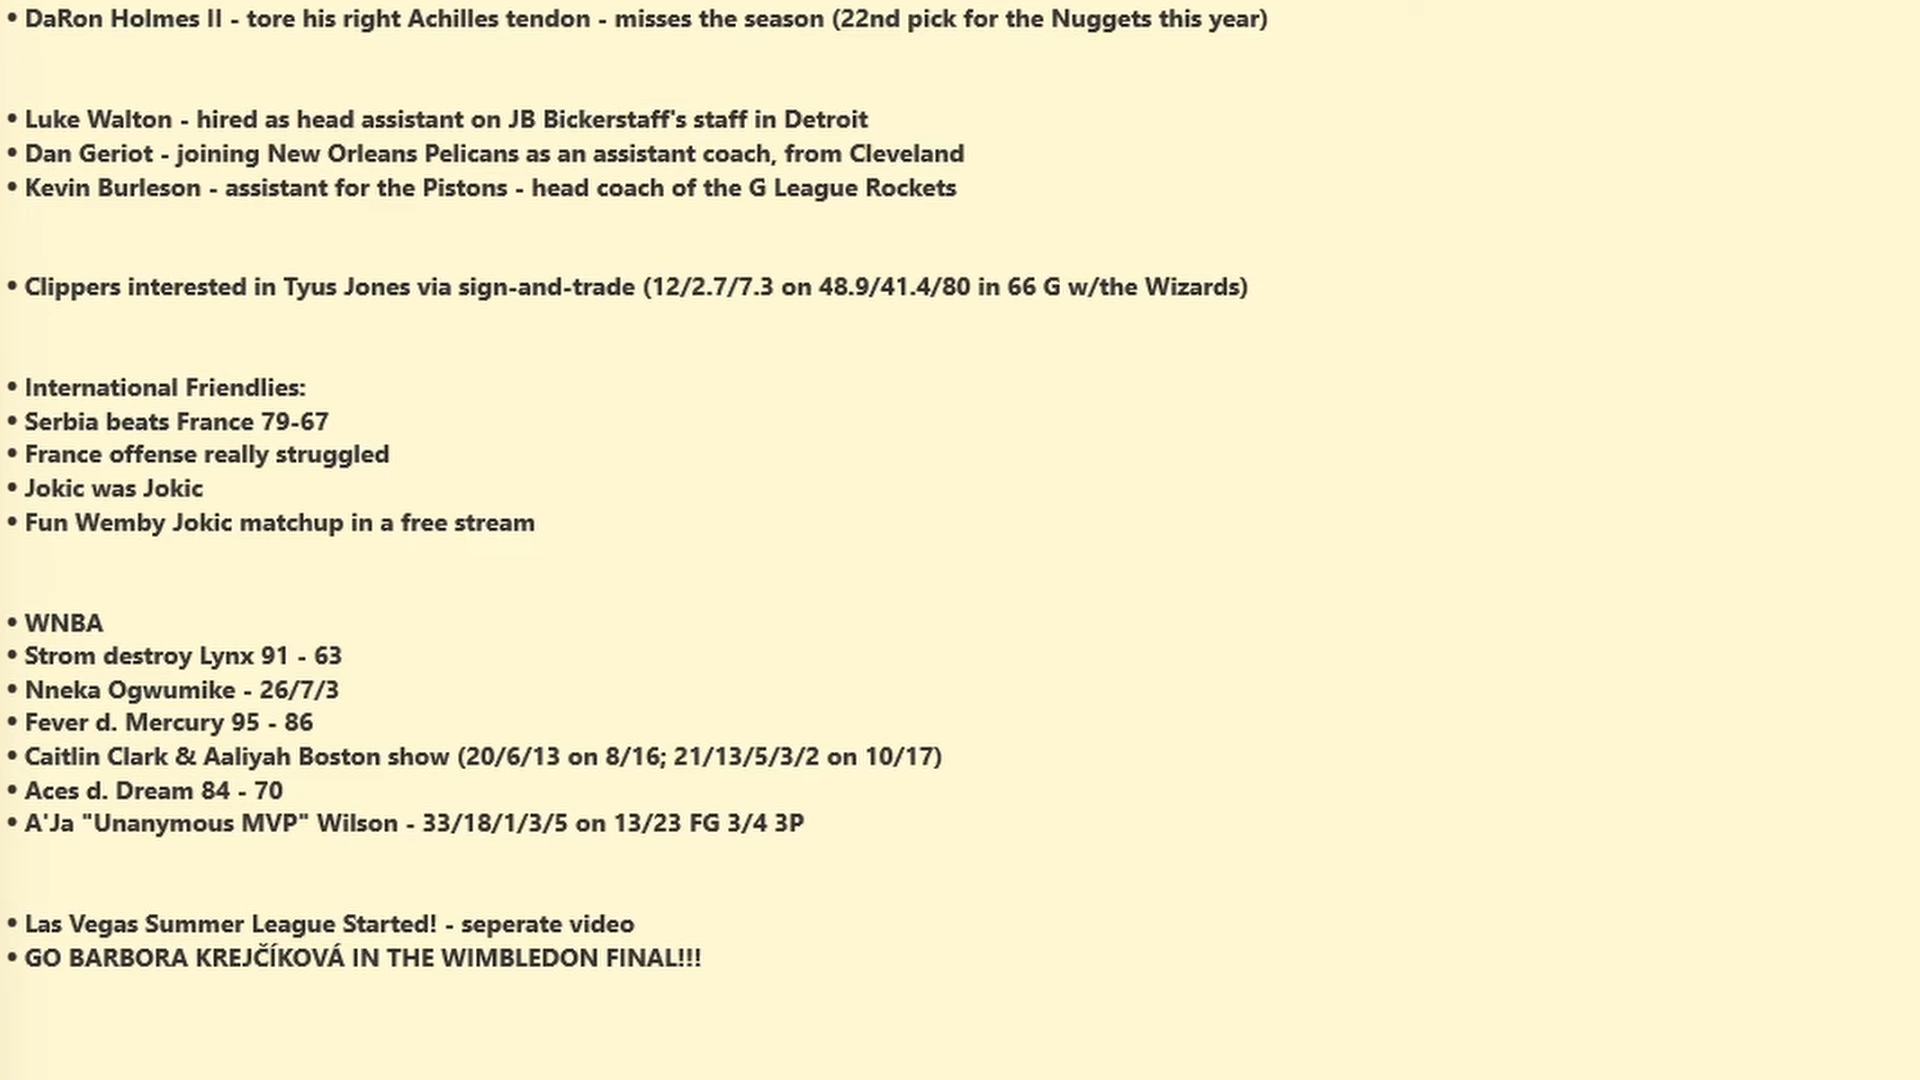 • DaRon Holmes II - tore his right Achilles tendon - misses the season (22nd pick for the Nuggets this year)
• Luke Walton - hired as head assistant on JB Bickerstaff's staff in Detroit
• Dan Geriot - joining New Orleans Pelicans as an assistant coach, from Cleveland
• Kevin Burleson - assistant for the Pistons - head coach of the G League Rockets
• Clippers interested in Tyus Jones via sign-and-trade (12/2.7/7.3 on 48.9/41.4/80 in 66 G w/the Wizards)
• International Friendlies:
• Serbia beats France 79-67
• France offense really struggled
• Jokic was Jokic
• Fun Wemby Jokic matchup in a free stream
• WNBA
• Strom destroy Lynx 91 - 63
• Nneka Ogwumike - 26/7/3
• Fever d. Mercury 95 - 86
• Caitlin Clark & Aaliyah Boston show (20/6/13 on 8/16; 21/13/5/3/2 on 10/17)
• Aces d. Dream 84 - 70
• A'Ja "Unanymous MVP" Wilson - 33/18/1/3/5 on 13/23 FG 3/4 3P
• Las Vegas Summer League Started! - seperate video
• GO BARBORA KREJČÍKOVÁ IN THE WIMBLEDON FINAL!!!